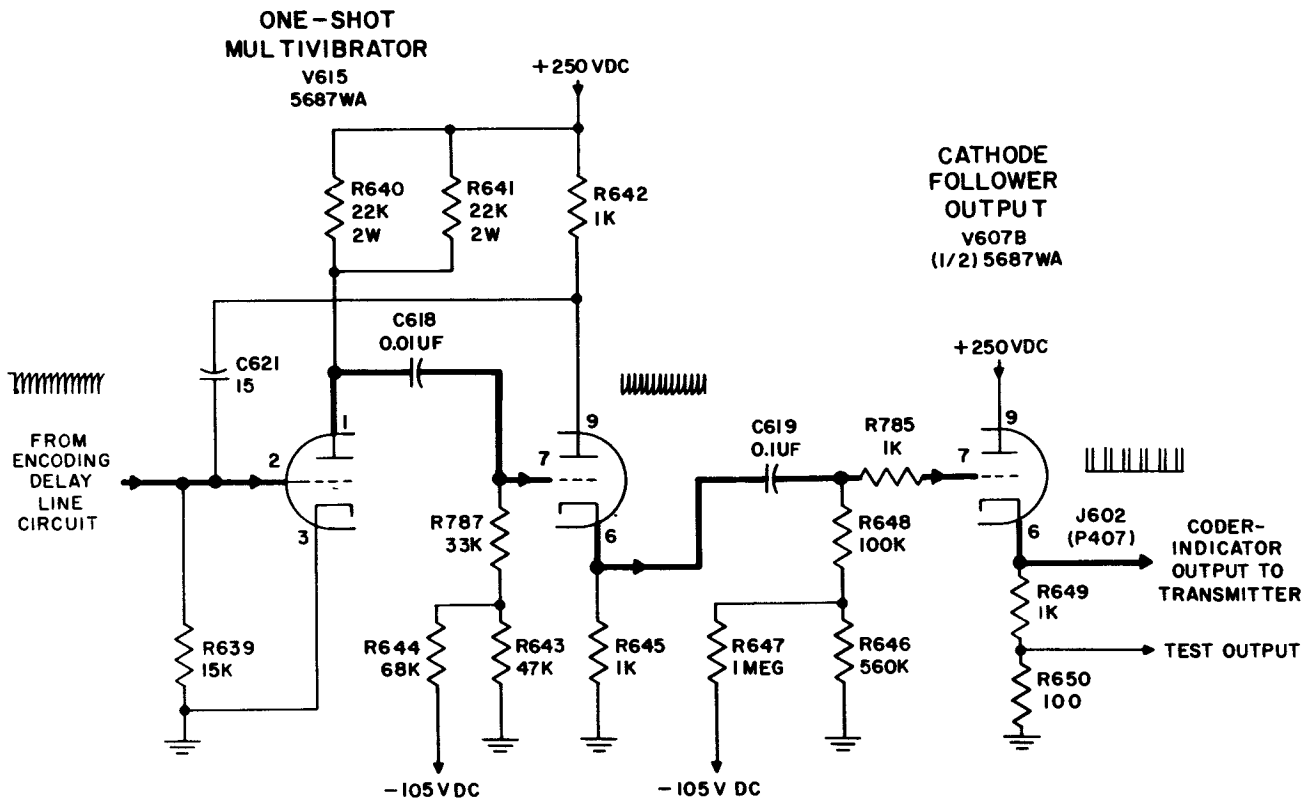 ONE-SHOT
MULTIVIBRATOR
V615
5687WA
+250 VDC
R640
22K
2W
R641
22K
2W
R642
1K
CATHODE
FOLLOWER
OUTPUT
V607B
(1/2) 5687WA
C621
15
C618
0.01UF
+250 VDC
FROM
ENCODING
DELAY
LINE
CIRCUIT
1
2
3
9
7
6
C619
0.1UF
R785
1K
9
7
6
J602
(P407)
CODER-
INDICATOR
OUTPUT TO
TRANSMITTER
R787
33K
R648
100K
R649
1K
R639
15K
R644
68K
R643
47K
R645
1K
R647
1 MEG
R646
560K
TEST OUTPUT
R650
100
-105 V DC
-105 V DC